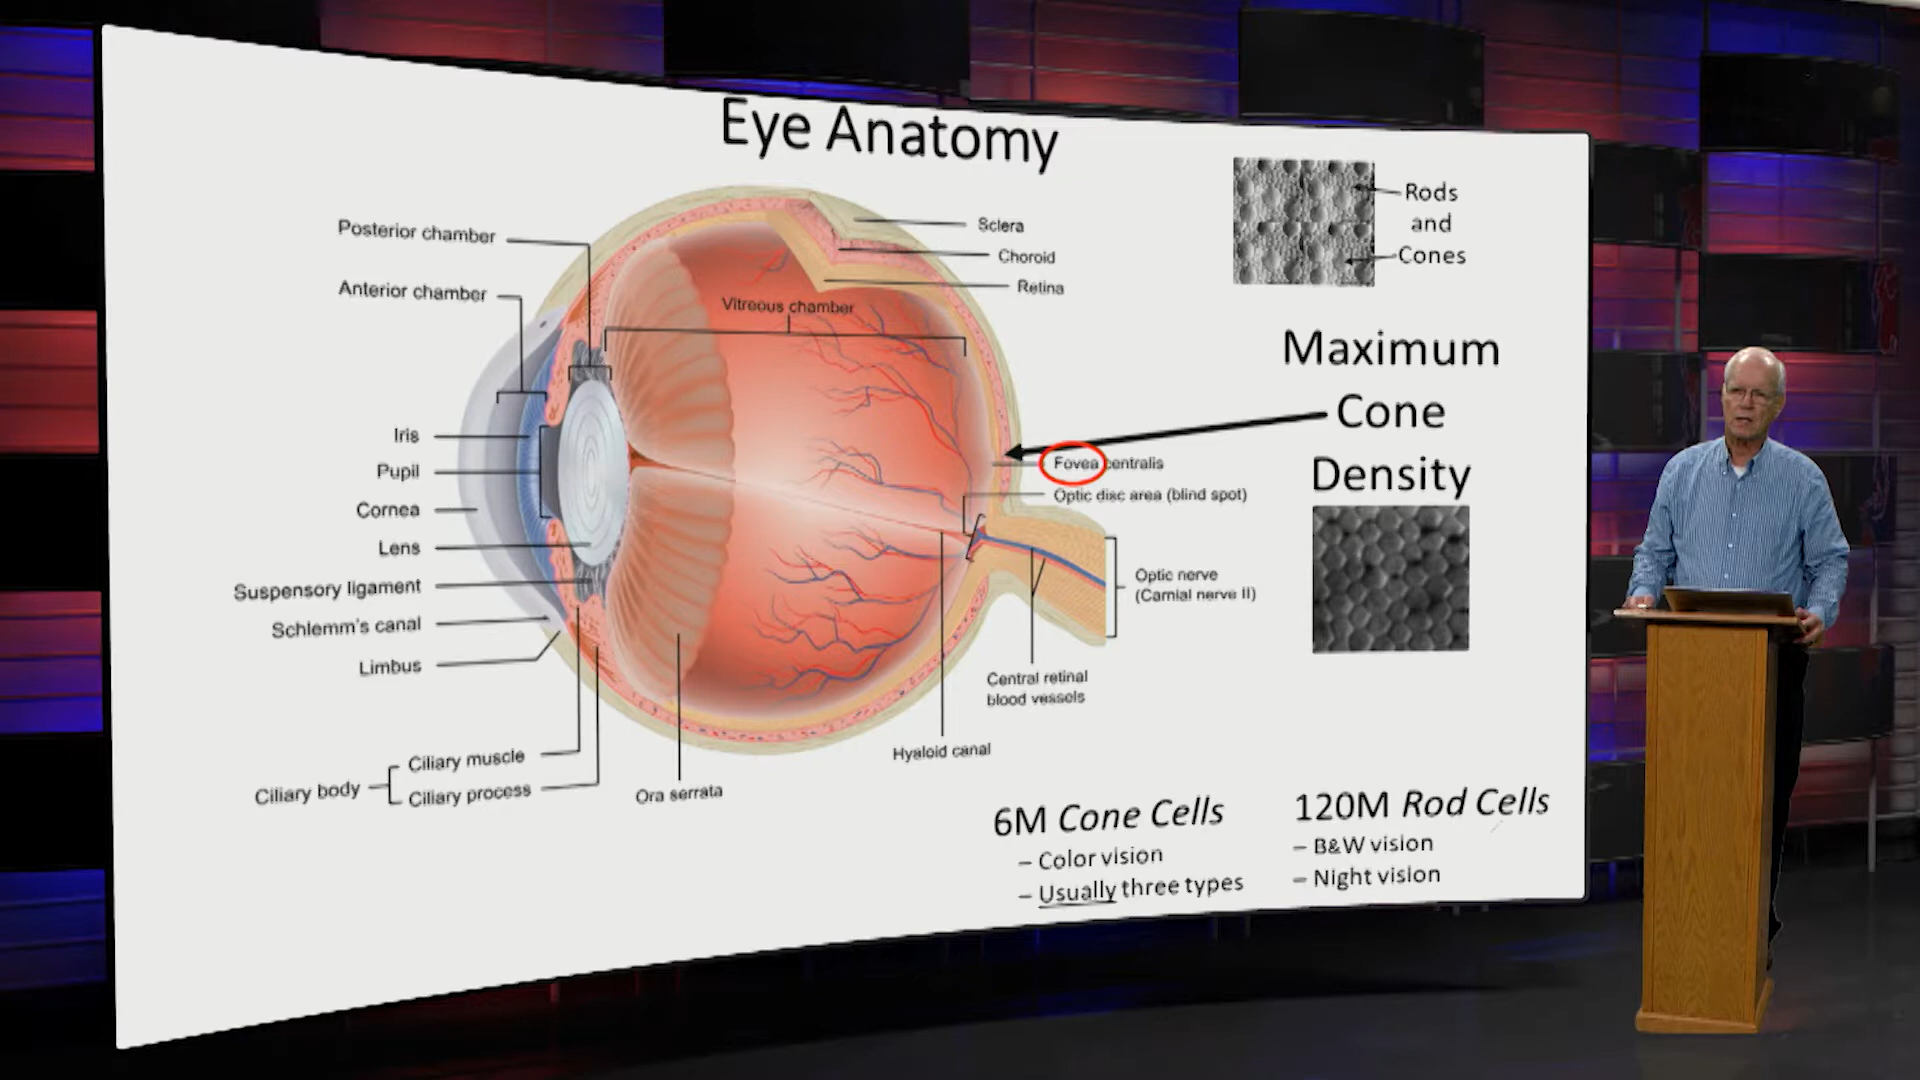 Eye Anatomy
Posterior chamber
Anterior chamber
Iris
Pupil
Cornea
Lens
Suspensory ligament
Schlemm's canal
Limbus
Ciliary body
Ciliary muscle
Ciliary process
Ora serrata
Vitreous chamber
Sclera
Choroid
Retina
Fovea centralis
Optic disc area (blind spot)
Optic nerve
(Carnial nerve II)
Central retinal
blood vessels
Hyaloid canal
Rods
and
Cones
Maximum
Cone
Density
6M Cone Cells
– Color vision
– Usually three types
120M Rod Cells
– B&W vision
– Night vision